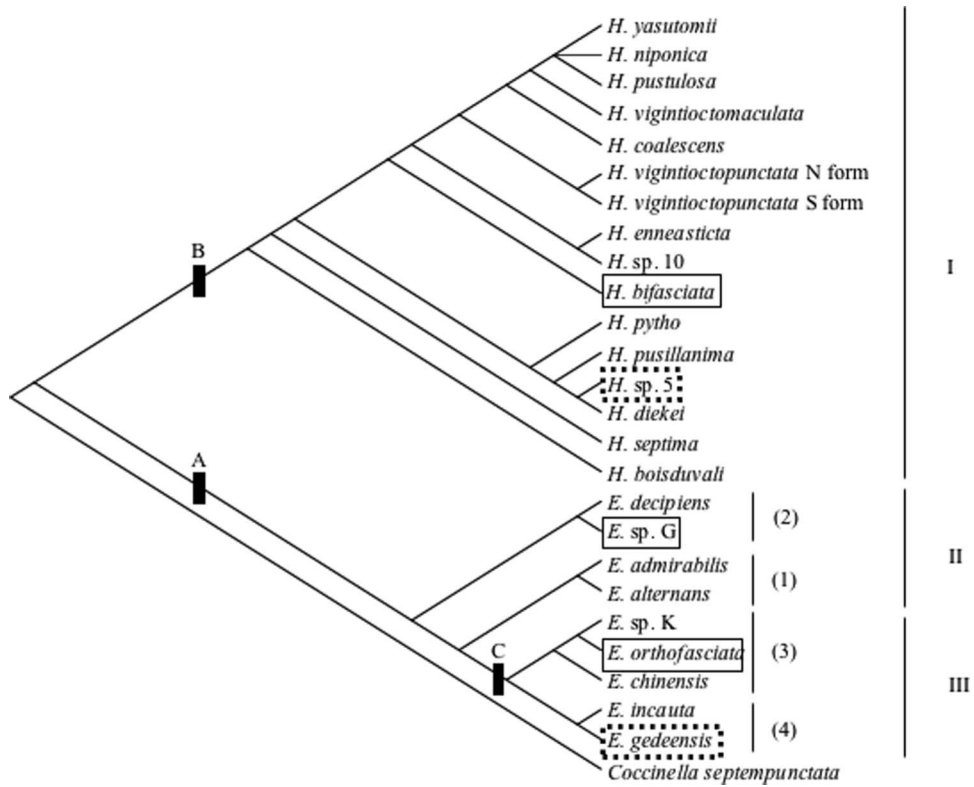 H. yasutomii
H. niponica
H. pustulosa
H. vigintioctomaculata
H. coalescens
H. vigintioctopunctata N form
H. vigintioctopunctata S form
H. enneasticta
H. sp. 10
H. bifasciata
H. pytho
H. pusillanima
H. sp. 5
H. diekei
H. septima
H. boisduvali
E. decipiens
E. sp. G
E. admirabilis
E. alternans
E. sp. K
E. orthofasciata
E. chinensis
E. incauta
E. gedeensis
Coccinella septempunctata
B
A
C
(2)
(1)
(3)
(4)
I
II
III